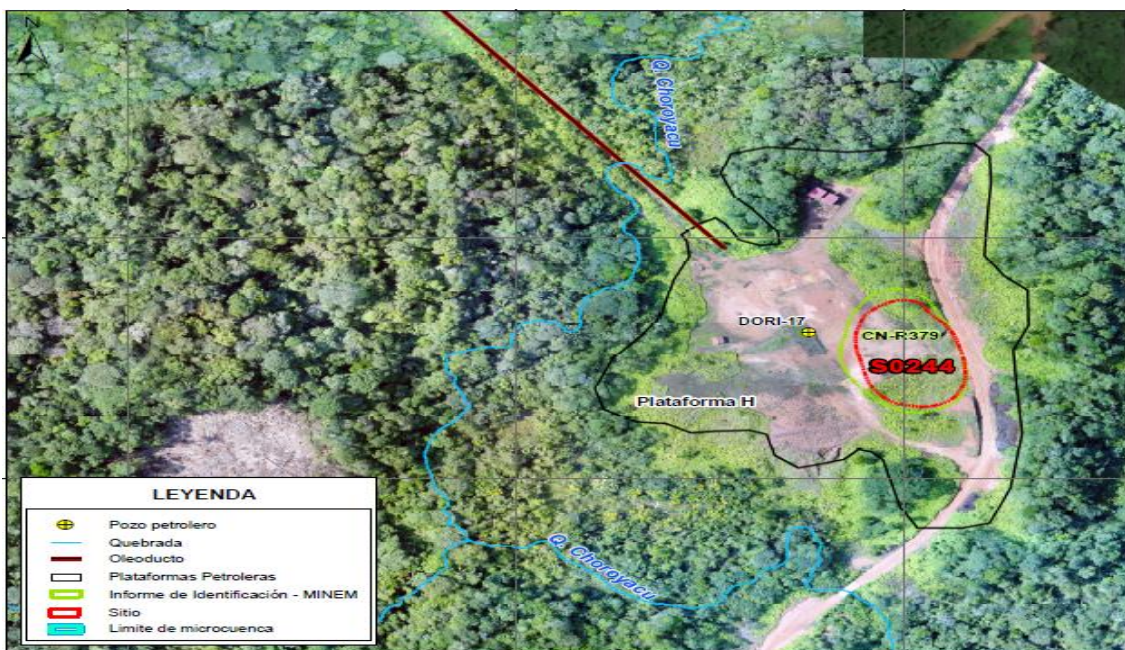 N
Q. Choroyacu
DORI-17
CN-R379
S0244
Plataforma H
Q. Choroyacu
LEYENDA
Pozo petrolero
Quebrada
Oleoducto
Plataformas Petroleras
Informe de Identificación - MINEM
Sitio
Limite de microcuenca